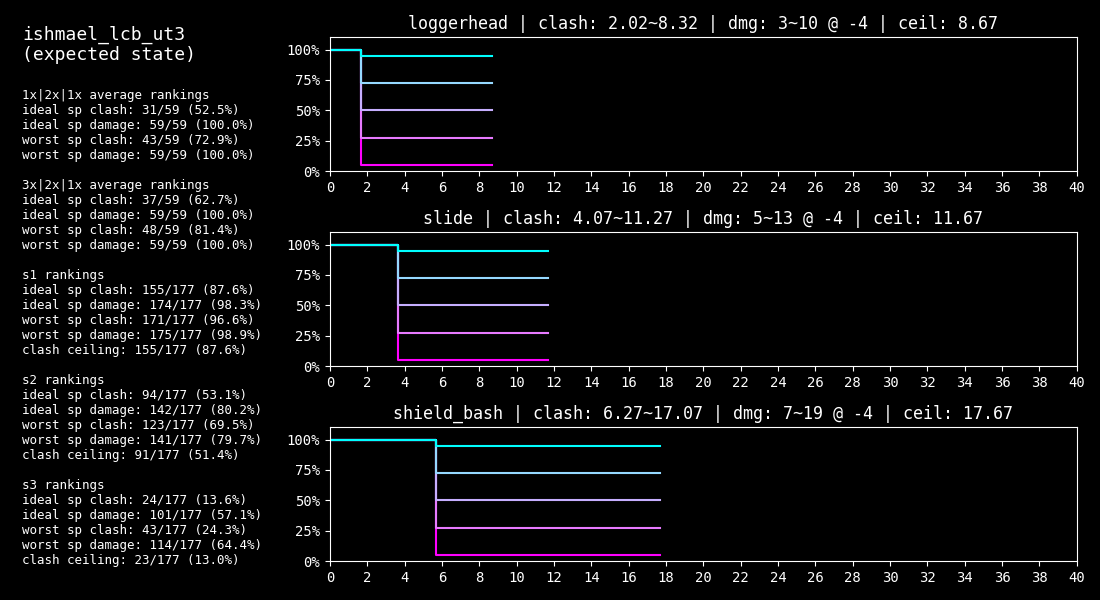 ishmael_lcb_ut3
(expected state)
1x|2x|1x average rankings
ideal sp clash: 31/59 (52.5%)
ideal sp damage: 59/59 (100.0%)
worst sp clash: 43/59 (72.9%)
worst sp damage: 59/59 (100.0%)
3x|2x|1x average rankings
ideal sp clash: 37/59 (62.7%)
ideal sp damage: 59/59 (100.0%)
worst sp clash: 48/59 (81.4%)
worst sp damage: 59/59 (100.0%)
s1 rankings
ideal sp clash: 155/177 (87.6%)
ideal sp damage: 174/177 (98.3%)
worst sp clash: 171/177 (96.6%)
worst sp damage: 175/177 (98.9%)
clash ceiling: 155/177 (87.6%)
s2 rankings
ideal sp clash: 94/177 (53.1%)
ideal sp damage: 142/177 (80.2%)
worst sp clash: 123/177 (69.5%)
worst sp damage: 141/177 (79.7%)
clash ceiling: 91/177 (51.4%)
s3 rankings
ideal sp clash: 24/177 (13.6%)
ideal sp damage: 101/177 (57.1%)
worst sp clash: 43/177 (24.3%)
worst sp damage: 114/177 (64.4%)
clash ceiling: 23/177 (13.0%)
loggerhead | clash: 2.02~8.32 | dmg: 3~10 @ -4 | ceil: 8.67
100%
75%
50%
25%
0%
0 2 4 6 8 10 12 14 16 18 20 22 24 26 28 30 32 34 36 38 40
slide | clash: 4.07~11.27 | dmg: 5~13 @ -4 | ceil: 11.67
100%
75%
50%
25%
0%
0 2 4 6 8 10 12 14 16 18 20 22 24 26 28 30 32 34 36 38 40
shield_bash | clash: 6.27~17.07 | dmg: 7~19 @ -4 | ceil: 17.67
100%
75%
50%
25%
0%
0 2 4 6 8 10 12 14 16 18 20 22 24 26 28 30 32 34 36 38 40